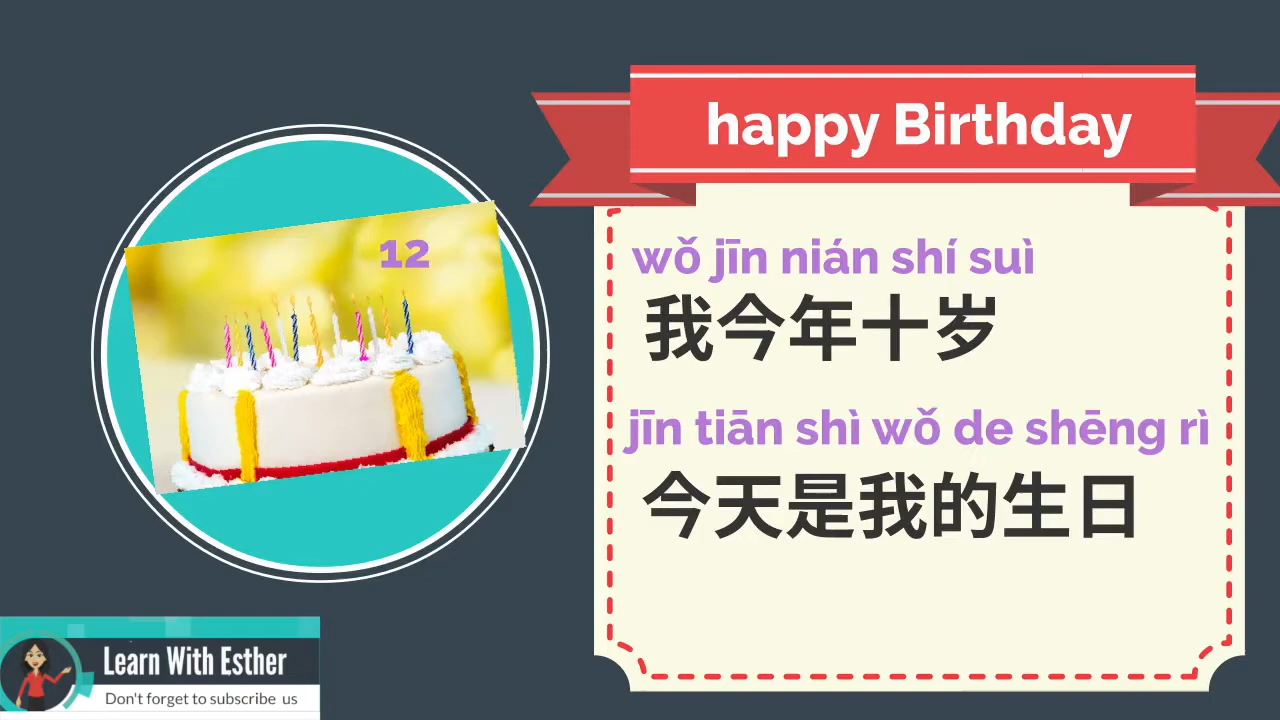 happy Birthday
12
wǒ jīn nián shí suì
我今年十岁
jīn tiān shì wǒ de shēng rì
今天是我的生日
Learn With Esther
Don't forget to subscribe us